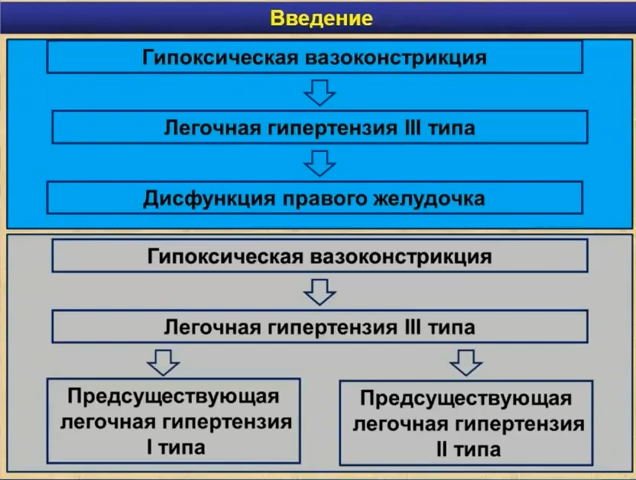 Введение
Гипоксическая вазоконстрикция
Легочная гипертензия III типа
Дисфункция правого желудочка
Гипоксическая вазоконстрикция
Легочная гипертензия III типа
Предсуществующая
легочная гипертензия
I типа
Предсуществующая
легочная гипертензия
II типа